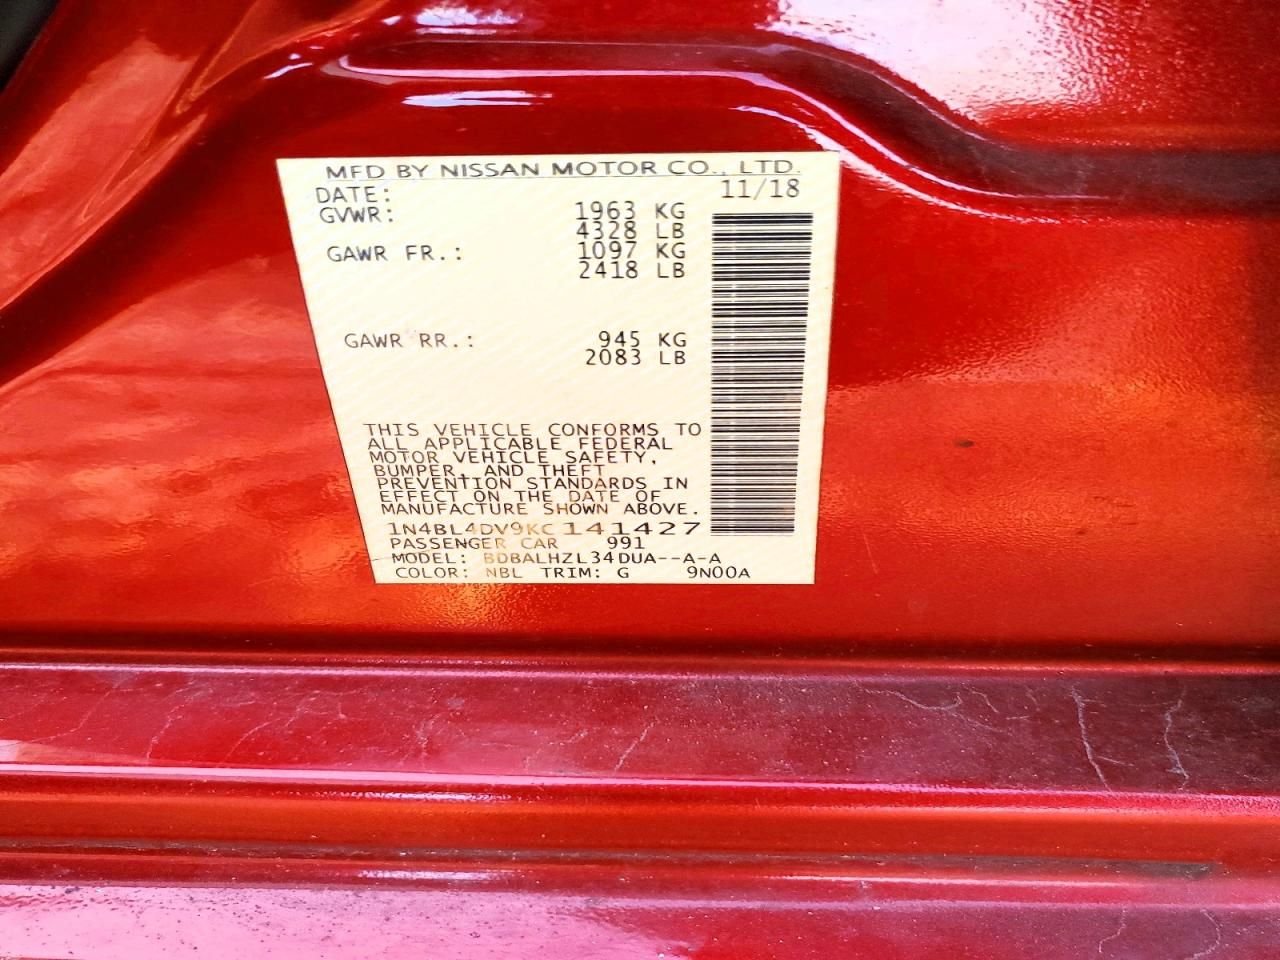 MFD BY NISSAN MOTOR CO., LTD.
DATE: 11/18
GVWR: 1963 KG
4328 LB
GAWR FR.: 1097 KG
2418 LB
GAWR RR.: 945 KG
2083 LB
THIS VEHICLE CONFORMS TO
ALL APPLICABLE FEDERAL
MOTOR VEHICLE SAFETY,
BUMPER, AND THEFT
PREVENTION STANDARDS IN
EFFECT ON THE DATE OF
MANUFACTURE SHOWN ABOVE.
1N4BL4DV9KC141427
PASSENGER CAR 991
MODEL: BDBALHZL34DUA--A-A
COLOR: NBL TRIM: G 9N00A